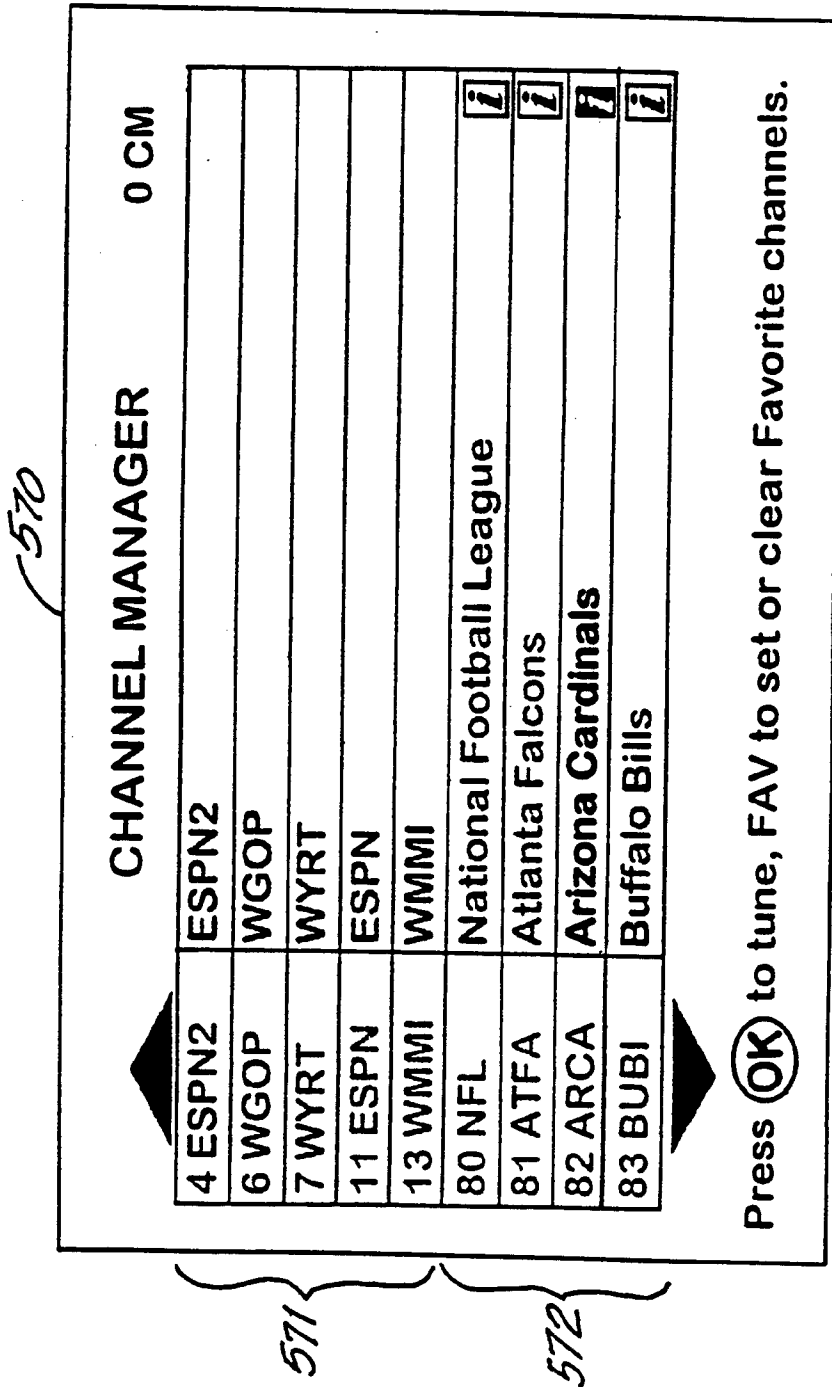 570
CHANNEL MANAGER 0 CM
4 ESPN2 ESPN2
6 WGOP WGOP
7 WYRT WYRT
11 ESPN ESPN
13 WMMI WMMI
80 NFL National Football League i
81 ATFA Atlanta Falcons i
82 ARCA Arizona Cardinals i
83 BUBI Buffalo Bills i
571
572
Press OK to tune, FAV to set or clear Favorite channels.